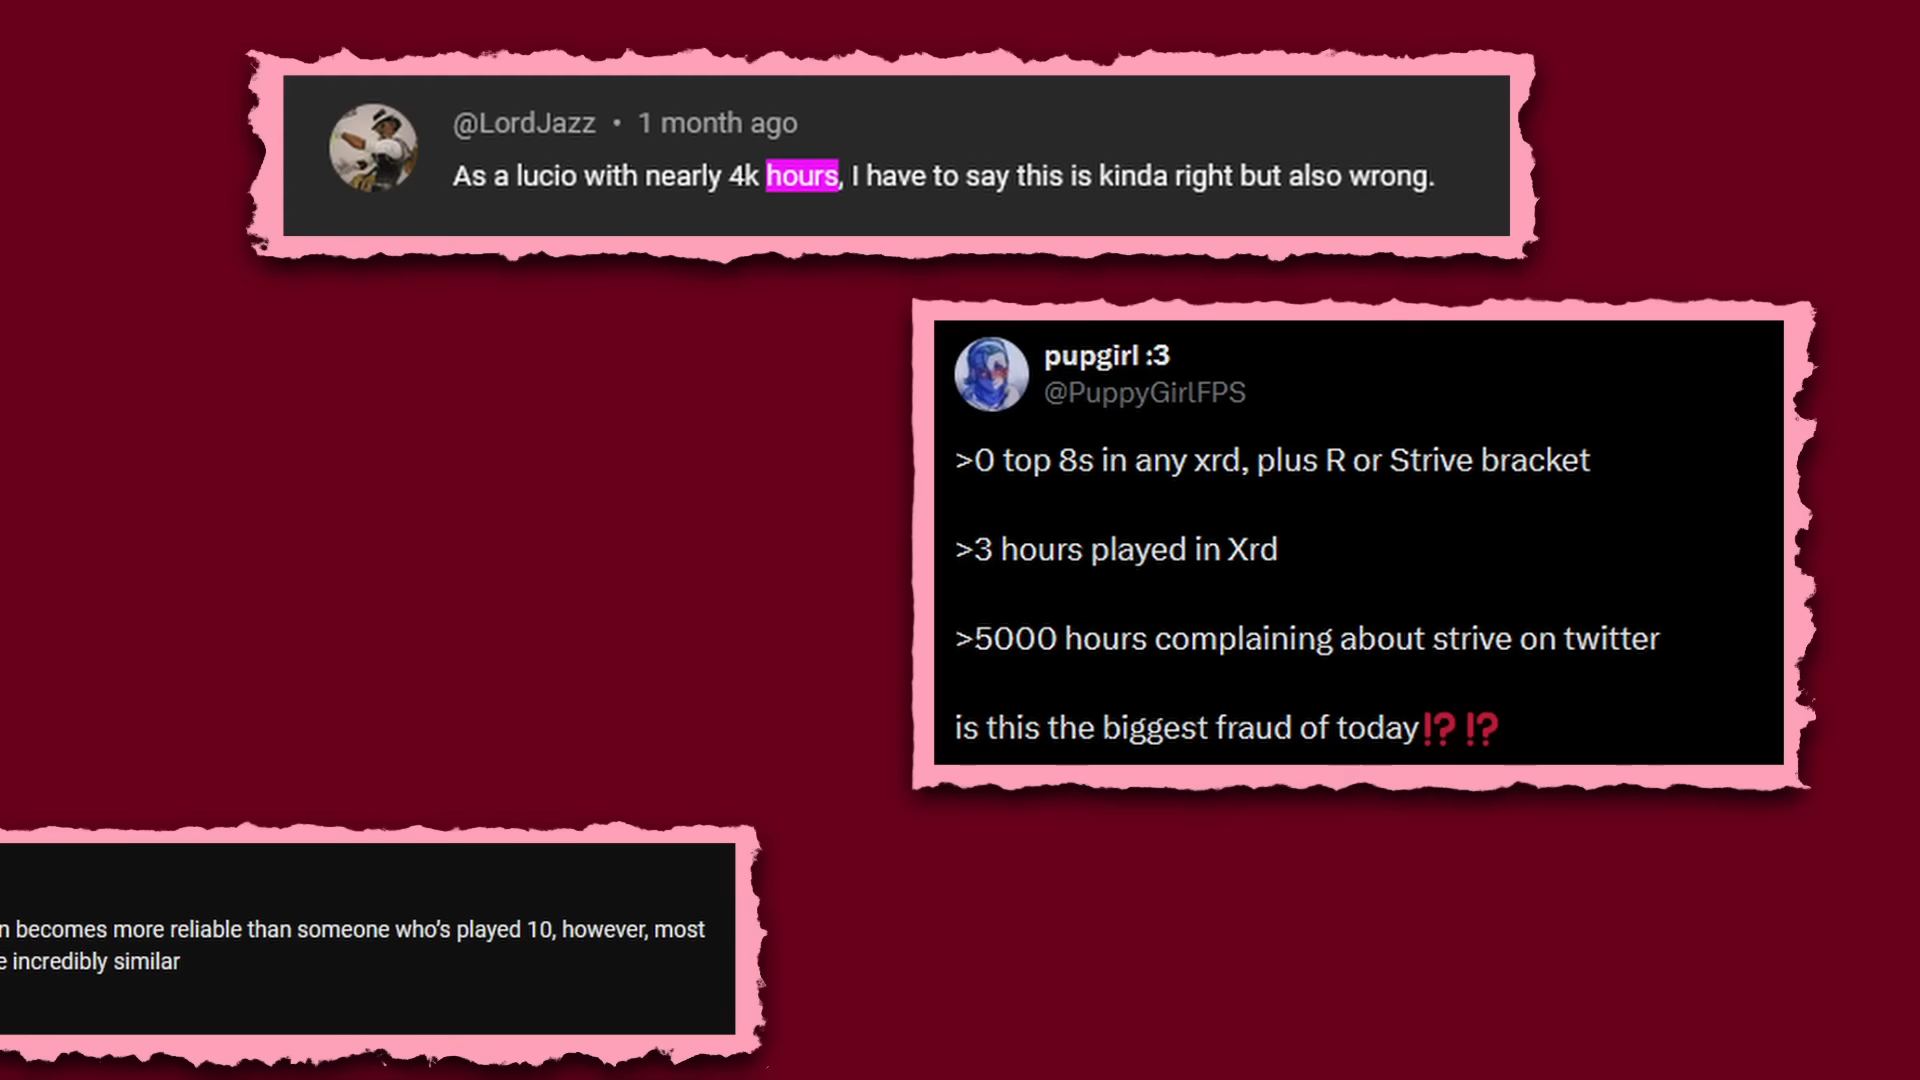 @LordJazz • 1 month ago
As a lucio with nearly 4k hours, I have to say this is kinda right but also wrong.
pupgirl :3
@PuppyGirlFPS
>0 top 8s in any xrd, plus R or Strive bracket
>3 hours played in Xrd
>5000 hours complaining about strive on twitter
is this the biggest fraud of today⁉️ ⁉️
becomes more reliable than someone who’s played 10, however, most
incredibly similar